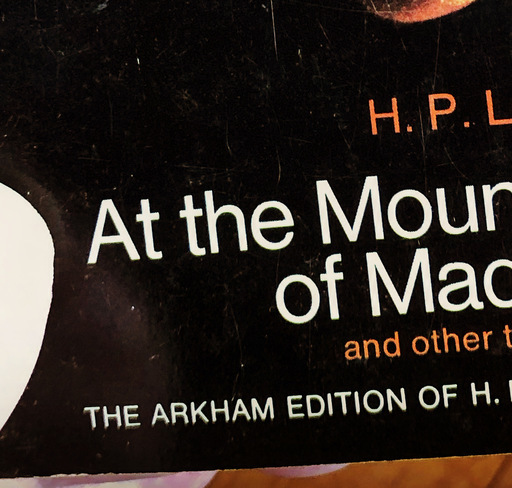 H. P. L
At the Moun
of Mad
and other t
THE ARKHAM EDITION OF H.